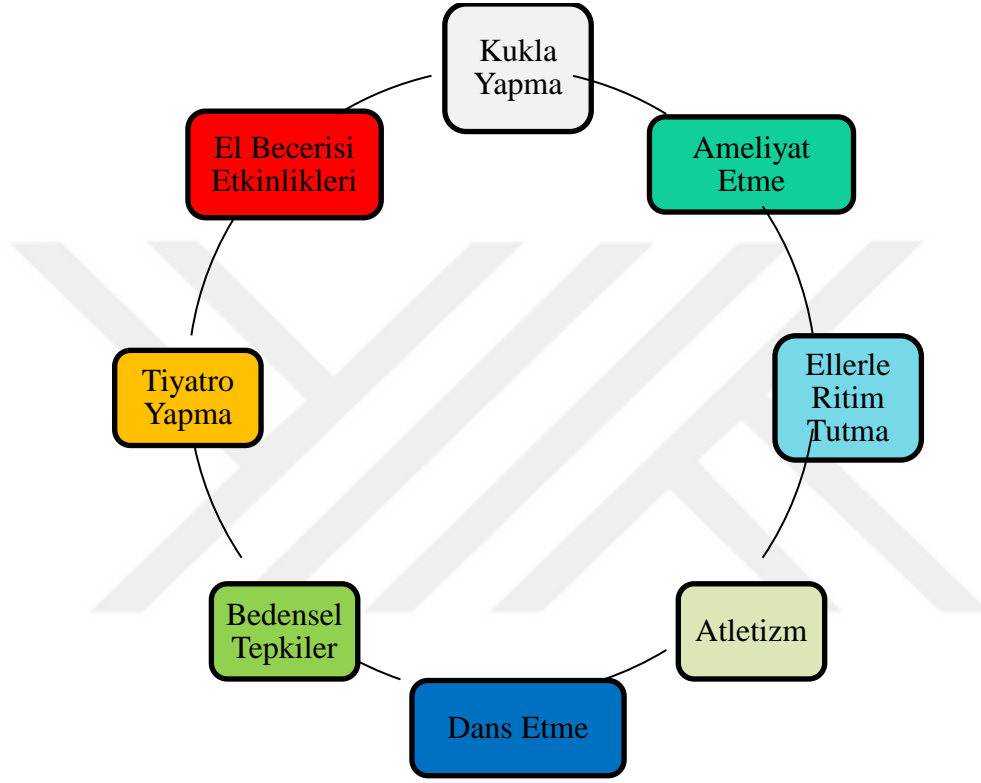 Kukla
Yapma
Ameliyat
Etme
Ellerle
Ritim
Tutma
Atletizm
Dans Etme
Bedensel
Tepkiler
Tiyatro
Yapma
El Becerisi
Etkinlikleri